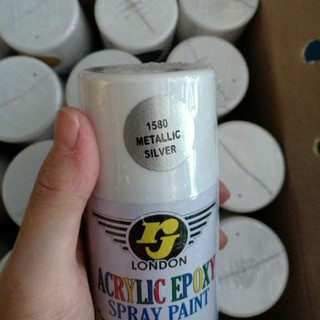 1580
METALLIC
SILVER
rj
LONDON
ACRYLIC EPOXY
SPRAY PAINT